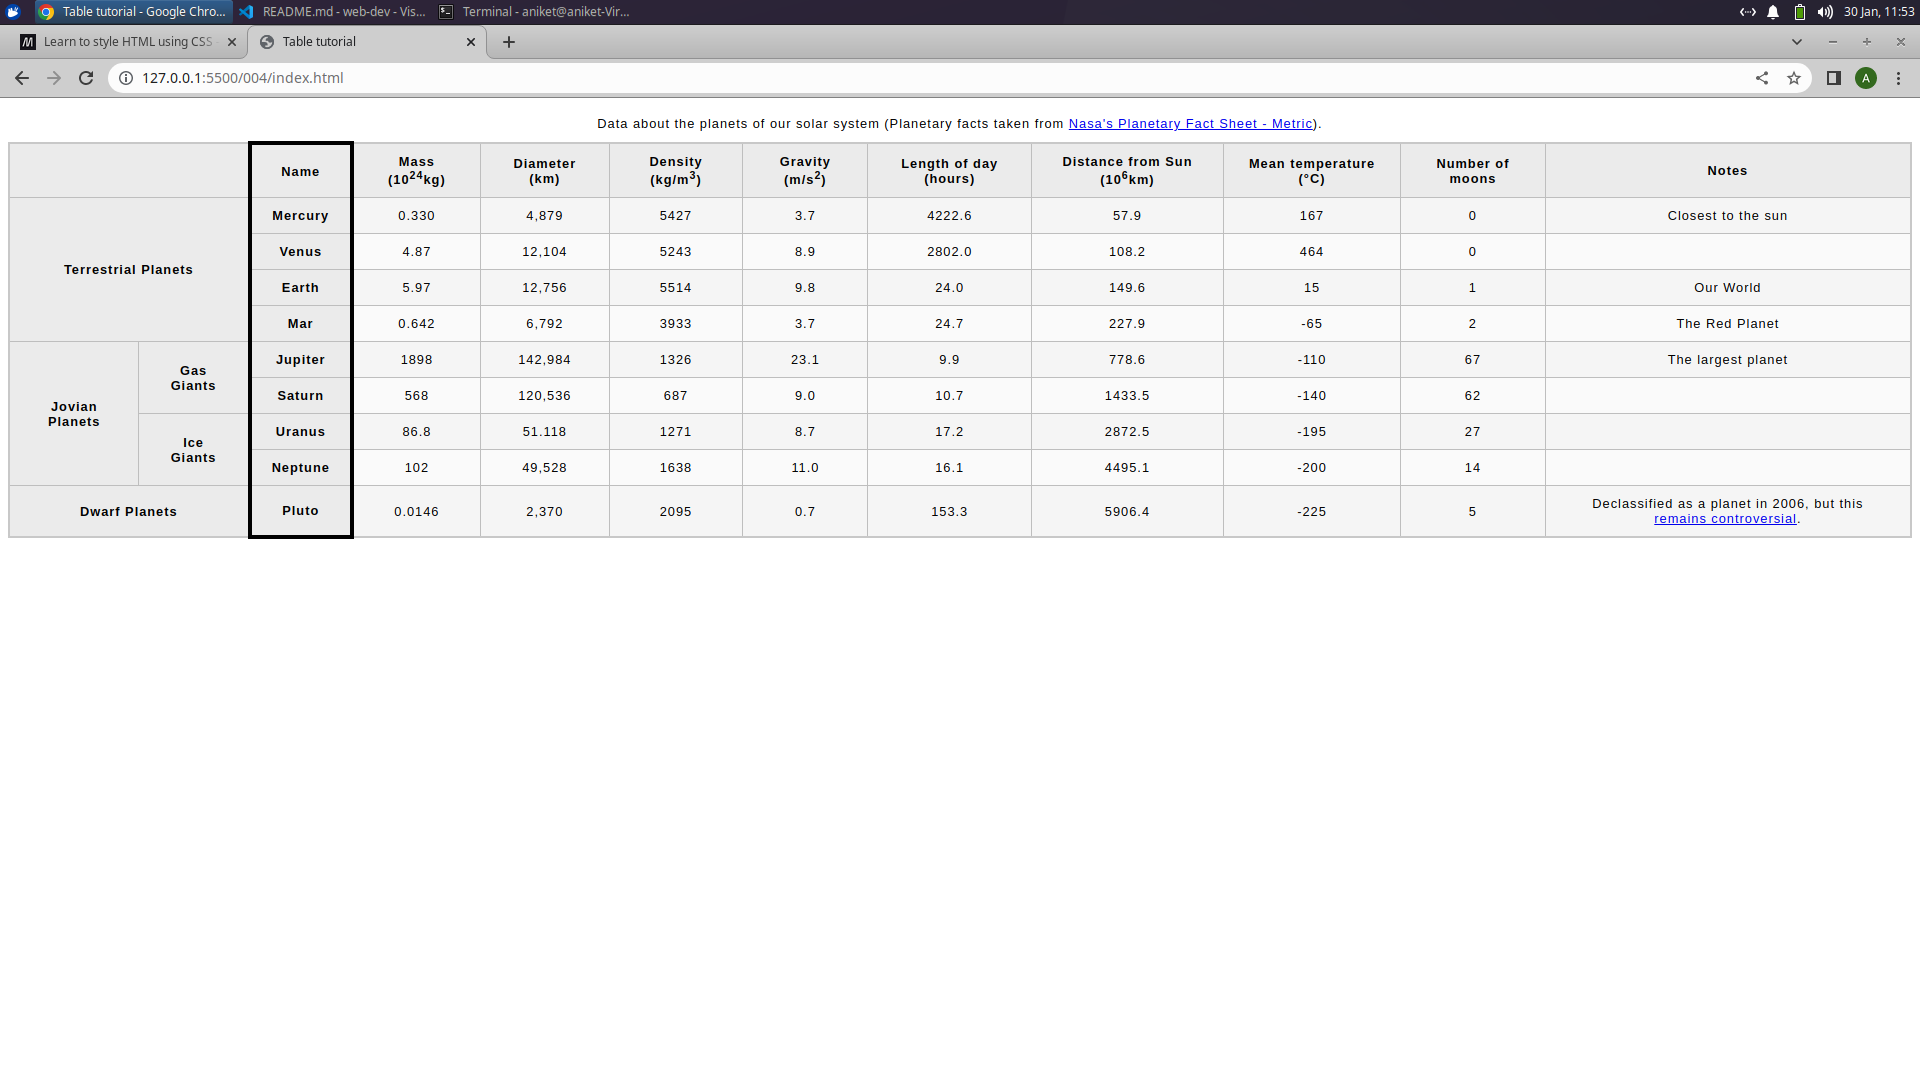 Table tutorial - Google Chro...
README.md - web-dev - Vis...
Terminal - aniket@aniket-Vir...
30 Jan, 11:53
Learn to style HTML using CSS
Table tutorial
127.0.0.1:5500/004/index.html
A
Data about the planets of our solar system (Planetary facts taken from Nasa's Planetary Fact Sheet - Metric).
Name Mass (10²⁴kg) Diameter (km) Density (kg/m³) Gravity (m/s²) Length of day (hours) Distance from Sun (10⁶km) Mean temperature (°C) Number of moons Notes
Terrestrial Planets
Mercury 0.330 4,879 5427 3.7 4222.6 57.9 167 0 Closest to the sun
Venus 4.87 12,104 5243 8.9 2802.0 108.2 464 0
Earth 5.97 12,756 5514 9.8 24.0 149.6 15 1 Our World
Mar 0.642 6,792 3933 3.7 24.7 227.9 -65 2 The Red Planet
Jovian Planets
Gas Giants
Jupiter 1898 142,984 1326 23.1 9.9 778.6 -110 67 The largest planet
Saturn 568 120,536 687 9.0 10.7 1433.5 -140 62
Ice Giants
Uranus 86.8 51.118 1271 8.7 17.2 2872.5 -195 27
Neptune 102 49,528 1638 11.0 16.1 4495.1 -200 14
Dwarf Planets Pluto 0.0146 2,370 2095 0.7 153.3 5906.4 -225 5 Declassified as a planet in 2006, but this
remains controversial.